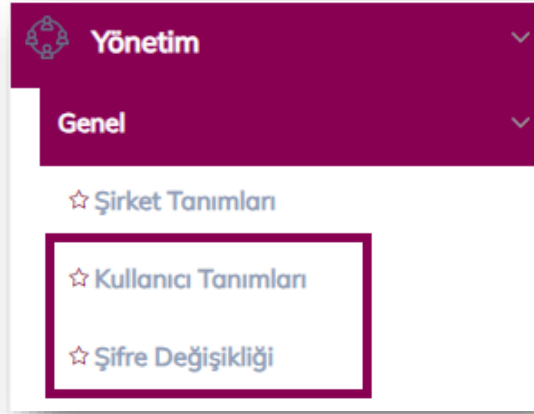 Yönetim
Genel
Şirket Tanımları
Kullanıcı Tanımları
Şifre Değişikliği